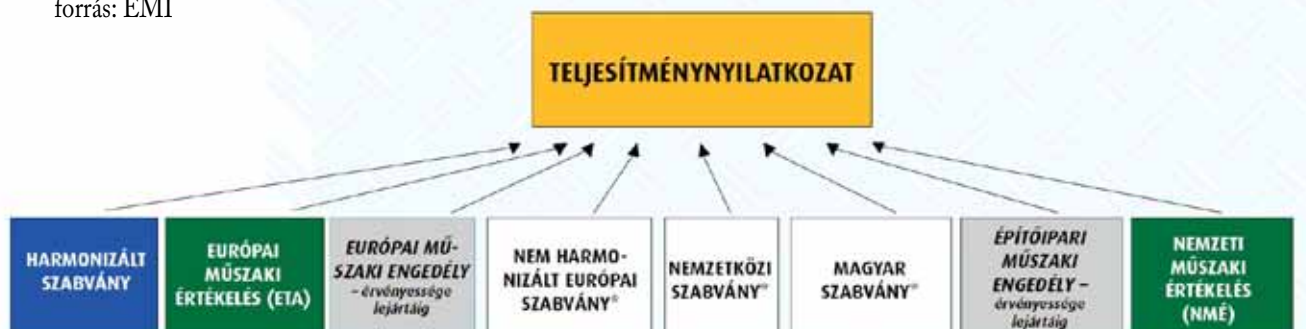 forrás: ÉMI
TELJESÍTMÉNYNYILATKOZAT
HARMONIZÁLT
SZABVÁNY
EURÓPAI
MŰSZAKI
ÉRTÉKELÉS (ETA)
EURÓPAI MŰ-
SZAKI ENGEDÉLY
– érvényessége
lejártáig
NEM HARMO-
NIZÁLT EURÓPAI
SZABVÁNY*
NEMZETKÖZI
SZABVÁNY*
MAGYAR
SZABVÁNY*
ÉPÍTŐIPARI
MŰSZAKI
ENGEDÉLY –
érvényessége
lejártáig
NEMZETI
MŰSZAKI
ÉRTÉKELÉS
(NMÉ)